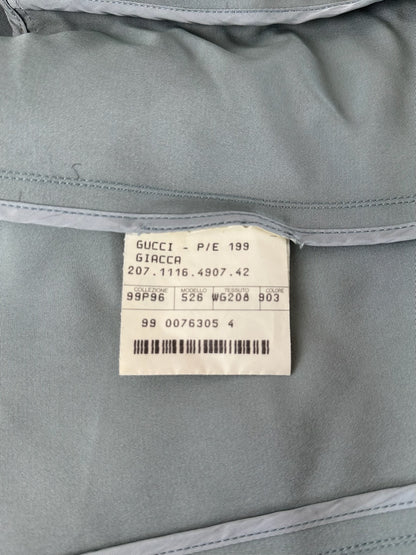 GUCCI - P/E 199
GIACCA
207.1116.4907.42
COLLEZIONE MODELLO TESSUTO COLORE
99P96 526 WG208 903
99 0076305 4